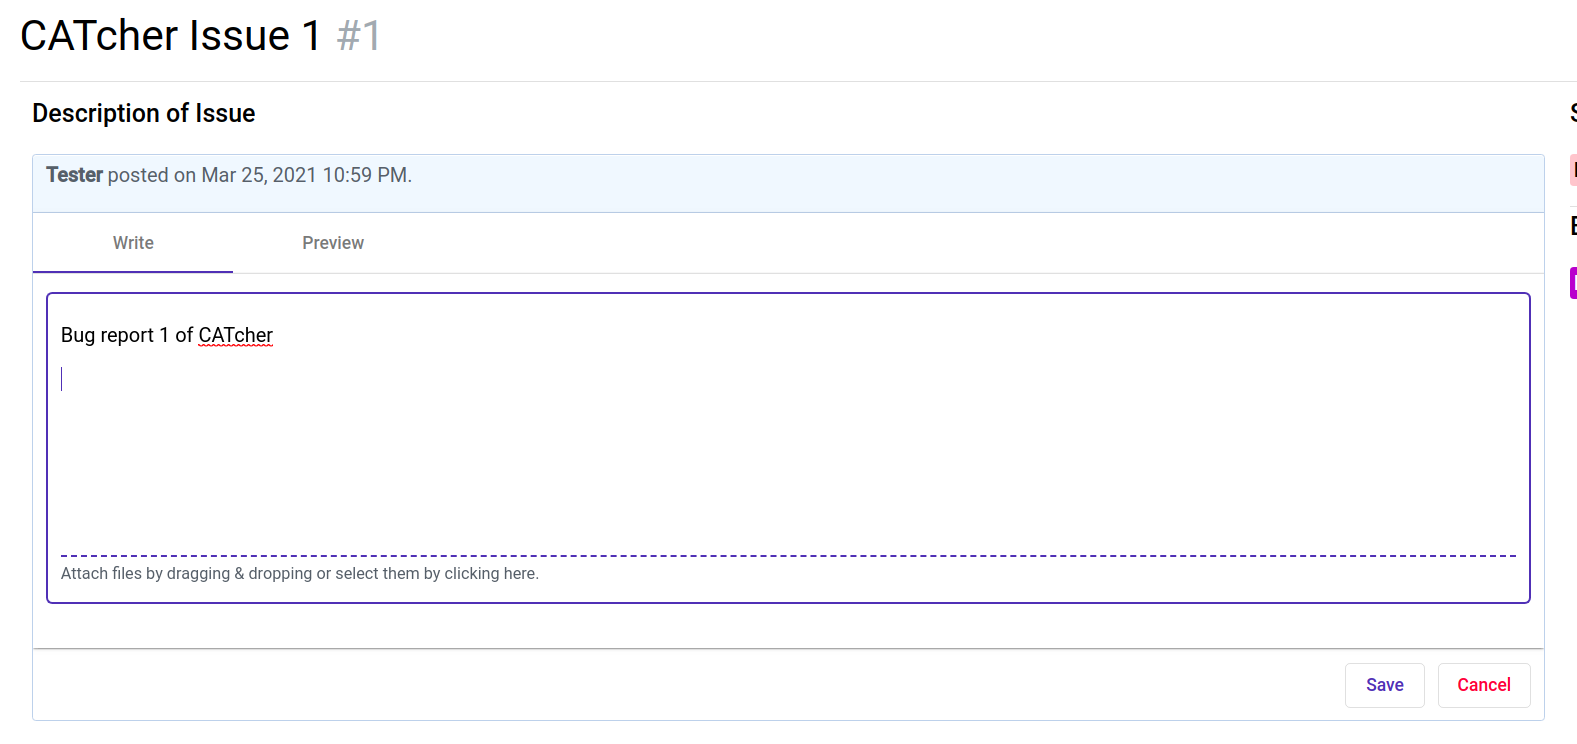 CATcher Issue 1 #1
Description of Issue
Tester posted on Mar 25, 2021 10:59 PM.
Write Preview
Bug report 1 of CATcher
Attach files by dragging & dropping or select them by clicking here.
Save Cancel